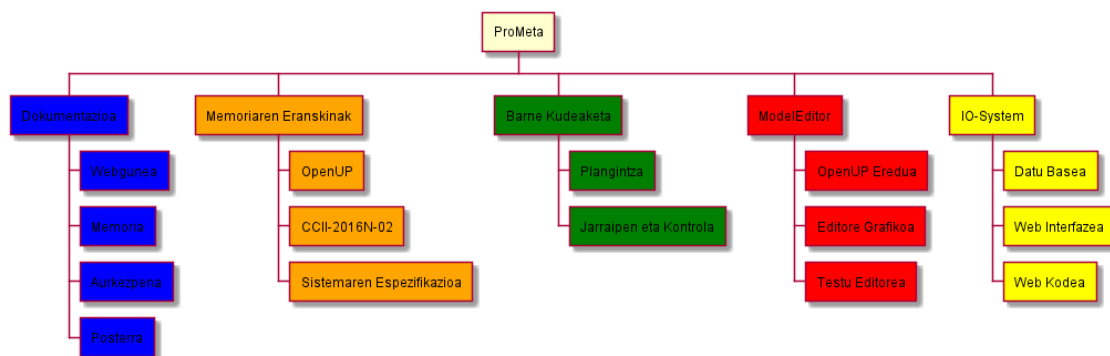 ProMeta
Dokumentazioa
Webgunea
Memoria
Aurkezpena
Posterra
Memoriaren Eranskinak
OpenUP
CCII-2016N-02
Sistemaren Espezifikazioa
Barne Kudeaketa
Plangintza
Jarraipen eta Kontrola
ModelEditor
OpenUP Eredua
Editore Grafikoa
Testu Editorea
IO-System
Datu Basea
Web Interfazea
Web Kodea